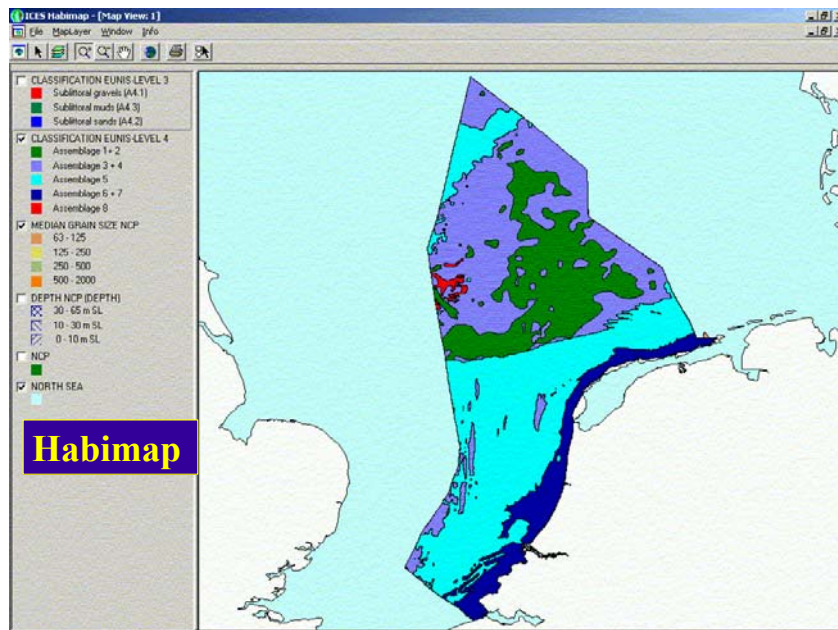 ICES Habimap - [Map View: 1]
File MapLayer Window Info
CLASSIFICATION EUNIS-LEVEL 3
Sublittoral gravels (A4.1)
Sublittoral muds (A4.3)
Sublittoral sands (A4.2)
CLASSIFICATION EUNIS-LEVEL 4
Assemblage 1+ 2
Assemblage 3 + 4
Assemblage 5
Assemblage 6 + 7
Assemblage 8
MEDIAN GRAIN SIZE NCP
63 - 125
125 - 250
250 - 500
500 - 2000
DEPTH NCP (DEPTH)
30 - 65 m SL
10 - 30 m SL
0 - 10 m SL
NCP
NORTH SEA
Habimap